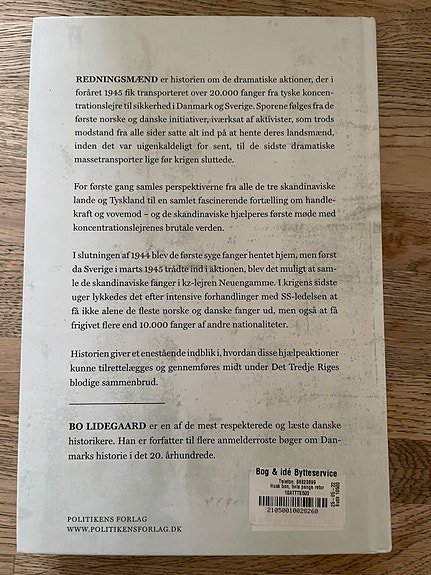 REDNINGSMÆND er historien om de dramatiske aktioner, der i
foråret 1945 fik transporteret over 20.000 fanger fra tyske koncen-
trationslejre til sikkerhed i Danmark og Sverige. Sporene følges fra de
første norske og danske initiativer, iværksat af aktivister, som trods
modstand fra alle sider satte alt ind på at hente deres landsmænd,
inden det var uigenkaldeligt for sent, til de sidste dramatiske
massetransporter lige før krigen sluttede.
For første gang samles perspektiverne fra alle de tre skandinaviske
lande og Tyskland til en samlet fascinerende fortælling om handle-
kraft og vovemod – og de skandinaviske hjælperes første møde med
koncentrationslejrenes brutale verden.
I slutningen af 1944 blev de første syge fanger hentet hjem, men først
da Sverige i marts 1945 trådte ind i aktionen, blev det muligt at sam-
le de skandinaviske fanger i kz-lejren Neuengamme. I krigens sidste
uger lykkedes det efter intensive forhandlinger med SS-ledelsen at
få ikke alene de fleste norske og danske fanger ud, men også at få
frigivet flere end 10.000 fanger af andre nationaliteter.
Historien giver et enestående indblik i, hvordan disse hjælpeaktioner
kunne tilrettelægges og gennemføres midt under Det Tredje Riges
blodige sammenbrud.
BO LIDEGAARD er en af de mest respekterede og læste danske
historikere. Han er forfatter til flere anmelderroste bøger om Dan-
marks historie i det 20. århundrede.
Bog & idé Bytteservice
Husk bon, hvis penge retur
21050010028260
POLITIKENS FORLAG
WWW.POLITIKENSFORLAG.DK